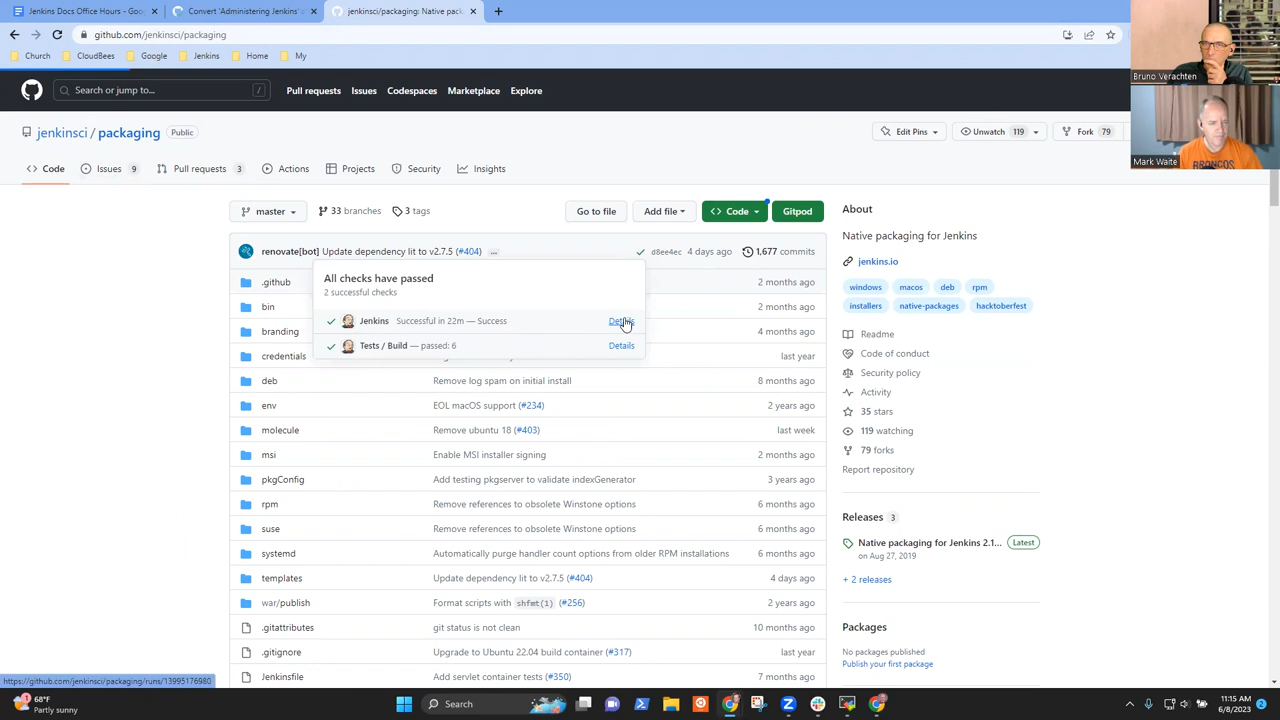 Jenkins Docs Office Hours - Goo
Convert 'Administering Jenkins'
jenkinsci/packaging: Native pac
github.com/jenkinsci/packaging
Church
CloudBees
Google
Jenkins
Home
My
Bruno Verachten
Mark Waite
Search or jump to...
/
Pull requests
Issues
Codespaces
Marketplace
Explore
jenkinsci / packaging
Public
Edit Pins
Unwatch 119
Fork 79
Code
Issues 9
Pull requests 3
Actions
Projects
Security
Insights
master
33 branches
3 tags
Go to file
Add file
Code
Gitpod
renovate[bot] Update dependency lit to v2.7.5 (#404) ...
d8ee4ec 4 days ago
1,677 commits
All checks have passed
2 successful checks
Jenkins Successful in 22m — Success
Details
Tests / Build — passed: 6
Details
.github
2 months ago
bin
2 months ago
branding
4 months ago
credentials
last year
deb
Remove log spam on initial install
8 months ago
env
EOL macOS support (#234)
2 years ago
molecule
Remove ubuntu 18 (#403)
last week
msi
Enable MSI installer signing
2 months ago
pkgConfig
Add testing pkgserver to validate indexGenerator
3 years ago
rpm
Remove references to obsolete Winstone options
6 months ago
suse
Remove references to obsolete Winstone options
6 months ago
systemd
Automatically purge handler count options from older RPM installations
6 months ago
templates
Update dependency lit to v2.7.5 (#404)
4 days ago
war/publish
Format scripts with shfmt(1) (#256)
2 years ago
.gitattributes
git status is not clean
10 months ago
.gitignore
Upgrade to Ubuntu 22.04 build container (#317)
last year
Jenkinsfile
Add servlet container tests (#350)
7 months ago
About
Native packaging for Jenkins
jenkins.io
windows
macos
deb
rpm
installers
native-packages
hacktoberfest
Readme
Code of conduct
Security policy
Activity
35 stars
119 watching
79 forks
Report repository
Releases 3
Native packaging for Jenkins 2.1...
Latest
on Aug 27, 2019
+ 2 releases
Packages
No packages published
Publish your first package
https://github.com/jenkinsci/packaging/runs/13995176980
68°F
Partly sunny
Search
11:15 AM
6/8/2023
2